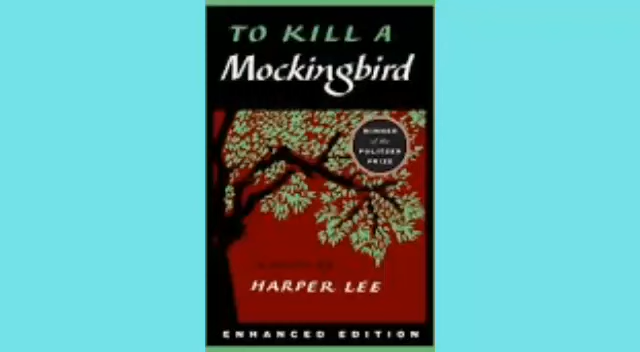 TO KILL A
Mockingbird
WINNER
of the
PULITZER
PRIZE
HARPER LEE
ENHANCED EDITION